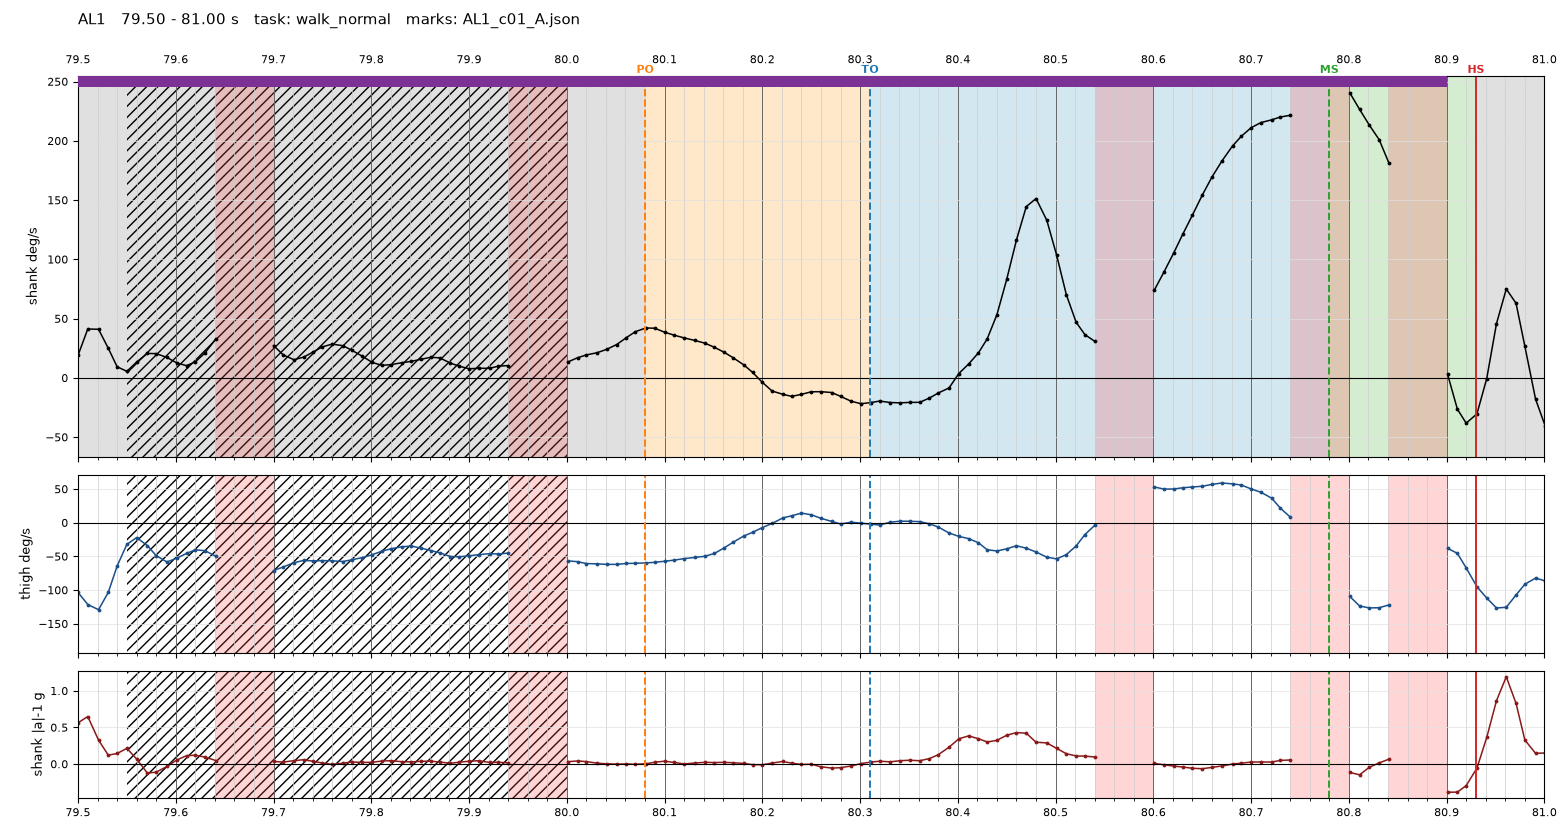 AL1 79.50 - 81.00 s task: walk_normal marks: AL1_c01_A.json
79.5 79.6 79.7 79.8 79.9 80.0 80.1 80.2 80.3 80.4 80.5 80.6 80.7 80.8 80.9 81.0
PO TO MS HS
250
200
150
100
50
0
−50
shank deg/s
50
0
−50
−100
−150
thigh deg/s
1.0
0.5
0.0
shank |a|-1 g
79.5 79.6 79.7 79.8 79.9 80.0 80.1 80.2 80.3 80.4 80.5 80.6 80.7 80.8 80.9 81.0